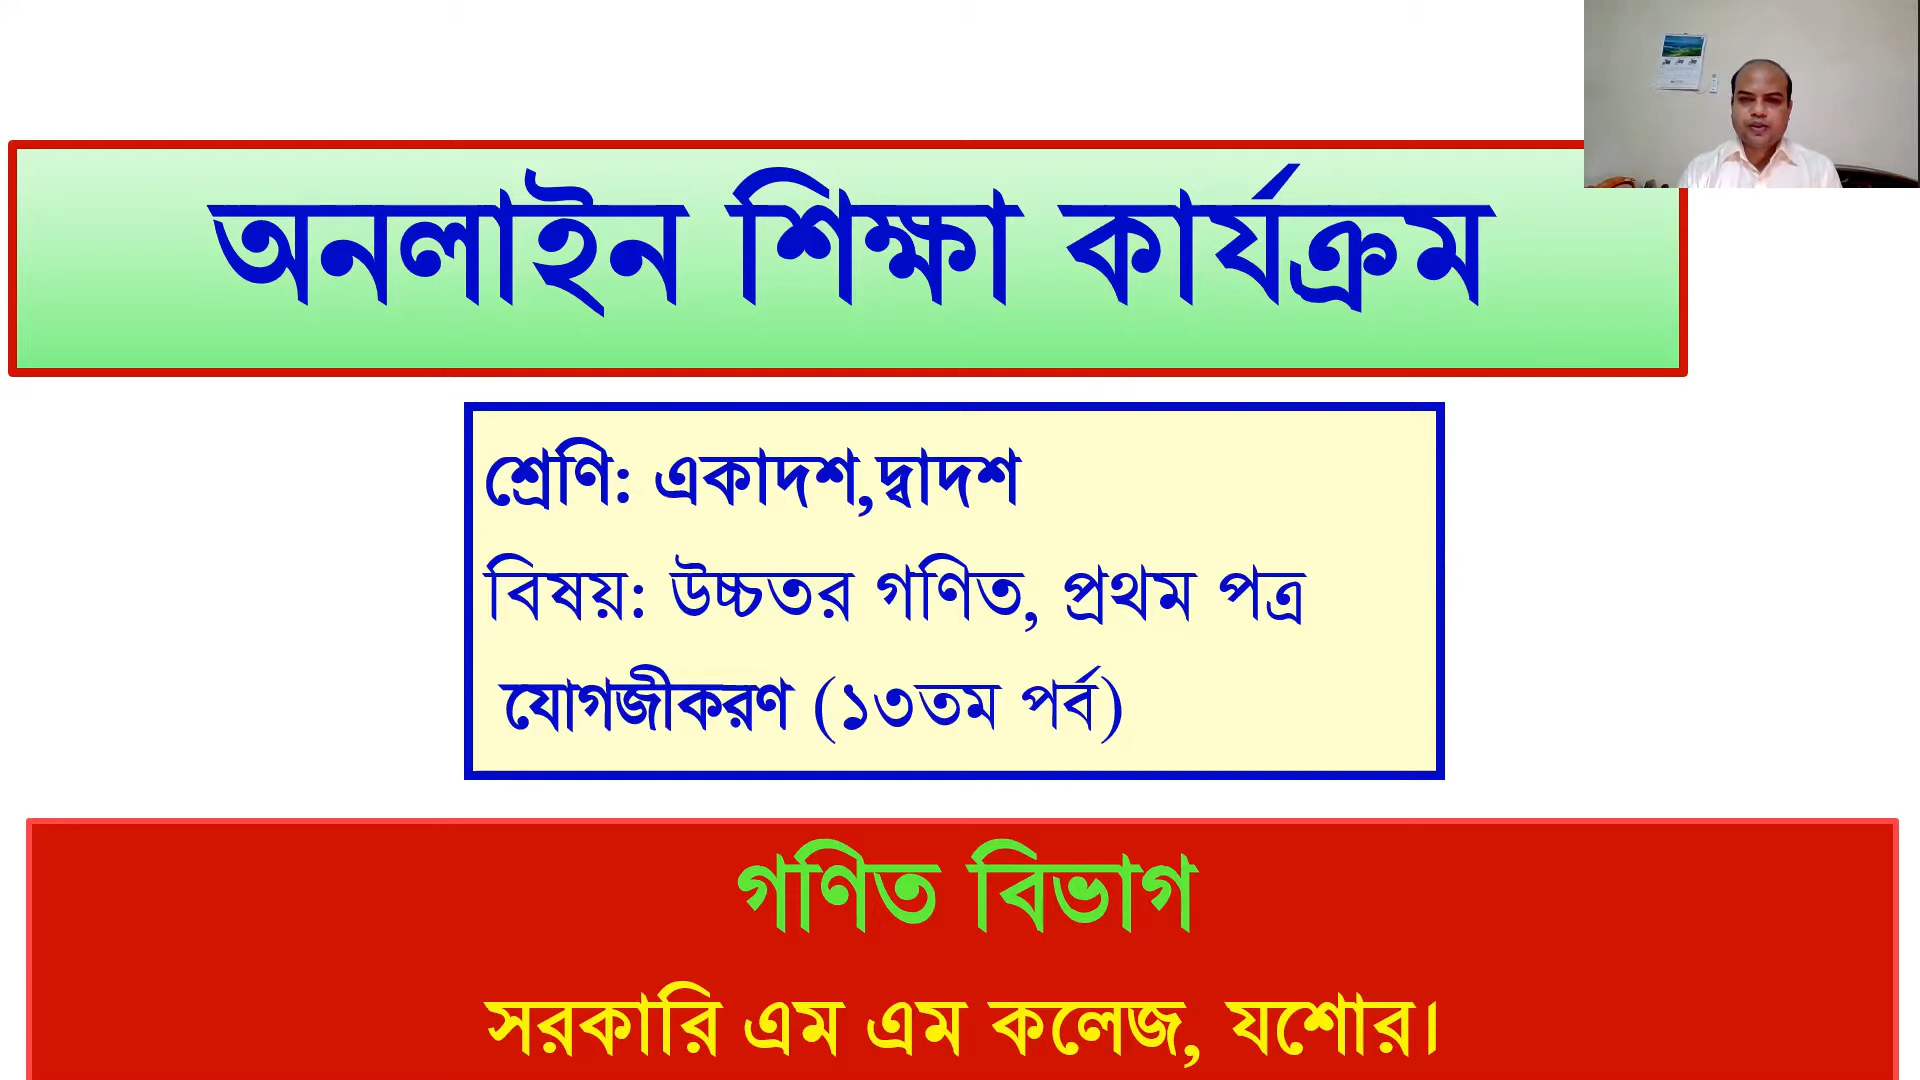 অনলাইন শিক্ষা কার্যক্রম
শ্রেণি: একাদশ,দ্বাদশ
বিষয়: উচ্চতর গণিত, প্রথম পত্র
যোগজীকরণ (১৩তম পর্ব)
গণিত বিভাগ
সরকারি এম এম কলেজ, যশোর।